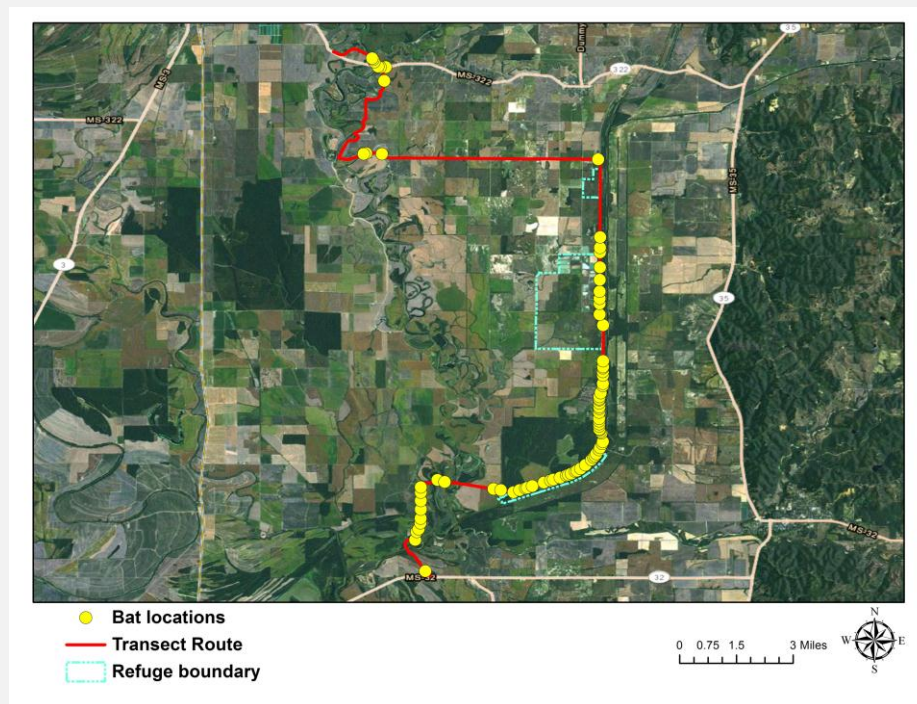 35
MS-3
MS-322
322
MS-322
MS-35
3
35
MS-32
MS-32
32
Bat locations
Transect Route
Refuge boundary
0 0.75 1.5 3 Miles
N
W
E
S